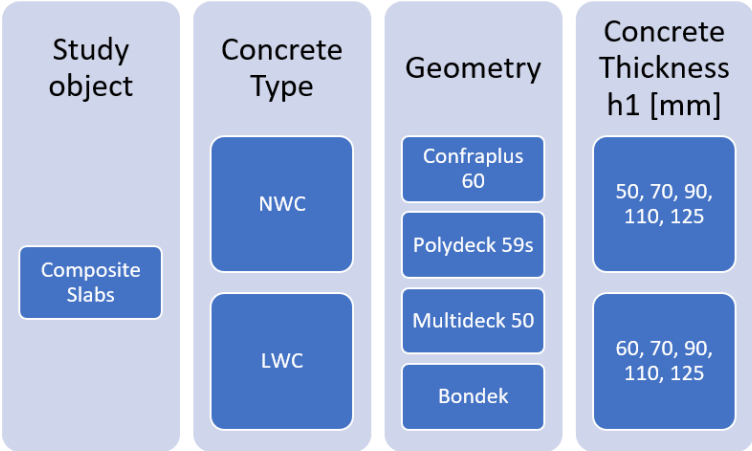 Study
object
Composite
Slabs
Concrete
Type
NWC
LWC
Geometry
Confraplus
60
Polydeck 59s
Multideck 50
Bondek
Concrete
Thickness
h1 [mm]
50, 70, 90,
110, 125
60, 70, 90,
110, 125